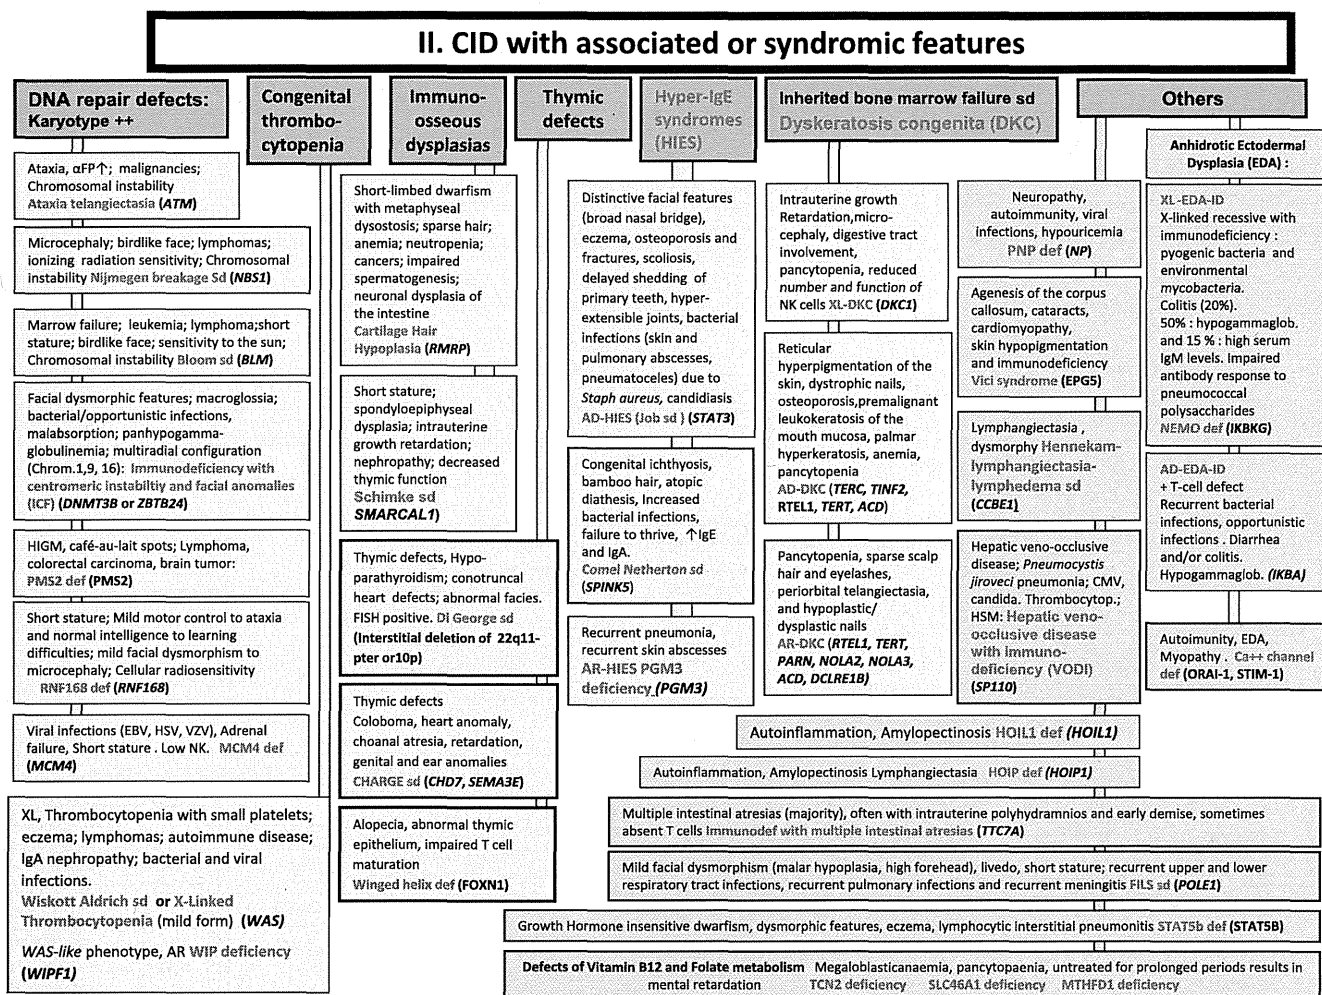 II. CID with associated or syndromic features
DNA repair defects:
Karyotype ++
Ataxia, αFP↑; malignancies;
Chromosomal instability
Ataxia telangiectasia (ATM)
Microcephaly; birdlike face; lymphomas;
ionizing radiation sensitivity; Chromosomal
instability Nijmegen breakage Sd (NBS1)
Marrow failure; leukemia; lymphoma;short
stature; birdlike face; sensitivity to the sun;
Chromosomal instability Bloom sd (BLM)
Facial dysmorphic features; macroglossia;
bacterial/opportunistic infections,
malabsorption; panhypogamma-
globulinemia; multiradial configuration
(Chrom.1,9, 16): Immunodeficiency with
centromeric instabiltiy and facial anomalies
(ICF) (DNMT3B or ZBTB24)
HIGM, café-au-lait spots; Lymphoma,
colorectal carcinoma, brain tumor:
PMS2 def (PMS2)
Short stature; Mild motor control to ataxia
and normal intelligence to learning
difficulties; mild facial dysmorphism to
microcephaly; Cellular radiosensitivity
RNF168 def (RNF168)
Viral infections (EBV, HSV, VZV), Adrenal
failure, Short stature . Low NK. MCM4 def
(MCM4)
Congenital
thrombo-
cytopenia
XL, Thrombocytopenia with small platelets;
eczema; lymphomas; autoimmune disease;
IgA nephropathy; bacterial and viral
infections.
Wiskott Aldrich sd or X-Linked
Thrombocytopenia (mild form) (WAS)
WAS-like phenotype, AR WIP deficiency
(WIPF1)
Immuno-
osseous
dysplasias
Short-limbed dwarfism
with metaphyseal
dysostosis; sparse hair;
anemia; neutropenia;
cancers; impaired
spermatogenesis;
neuronal dysplasia of
the intestine
Cartilage Hair
Hypoplasia (RMRP)
Short stature;
spondyloepiphyseal
dysplasia; intrauterine
growth retardation;
nephropathy; decreased
thymic function
Schimke sd
SMARCAL1
Thymic
defects
Thymic defects, Hypo-
parathyroidism; conotruncal
heart defects; abnormal facies.
FISH positive. Di George sd
(Interstitial deletion of 22q11-
pter or10p)
Thymic defects
Coloboma, heart anomaly,
choanal atresia, retardation,
genital and ear anomalies
CHARGE sd (CHD7, SEMA3E)
Alopecia, abnormal thymic
epithelium, impaired T cell
maturation
Winged helix def (FOXN1)
Hyper-IgE
syndromes
(HIES)
Distinctive facial features
(broad nasal bridge),
eczema, osteoporosis and
fractures, scoliosis,
delayed shedding of
primary teeth, hyper-
extensible joints, bacterial
infections (skin and
pulmonary abscesses,
pneumatoceles) due to
Staph aureus, candidiasis
AD-HIES (Job sd ) (STAT3)
Congenital ichthyosis,
bamboo hair, atopic
diathesis, Increased
bacterial infections,
failure to thrive, ↑IgE
and IgA.
Comel Netherton sd
(SPINK5)
Recurrent pneumonia,
recurrent skin abscesses
AR-HIES PGM3
deficiency (PGM3)
Inherited bone marrow failure sd
Dyskeratosis congenita (DKC)
Intrauterine growth
Retardation,micro-
cephaly, digestive tract
involvement,
pancytopenia, reduced
number and function of
NK cells XL-DKC (DKC1)
Reticular
hyperpigmentation of the
skin, dystrophic nails,
osteoporosis,premalignant
leukokeratosis of the
mouth mucosa, palmar
hyperkeratosis, anemia,
pancytopenia
AD-DKC (TERC, TINF2,
RTEL1, TERT, ACD)
Pancytopenia, sparse scalp
hair and eyelashes,
periorbital telangiectasia,
and hypoplastic/
dysplastic nails
AR-DKC (RTEL1, TERT,
PARN, NOLA2, NOLA3,
ACD, DCLRE1B)
Others
Neuropathy,
autoimmunity, viral
infections, hypouricemia
PNP def (NP)
Agenesis of the corpus
callosum, cataracts,
cardiomyopathy,
skin hypopigmentation
and immunodeficiency
Vici syndrome (EPG5)
Lymphangiectasia ,
dysmorphy Hennekam-
lymphangiectasia-
lymphedema sd
(CCBE1)
Hepatic veno-occlusive
disease; Pneumocystis
jiroveci pneumonia; CMV,
candida. Thrombocytop.;
HSM: Hepatic veno-
occlusive disease
with immuno-
deficiency (VODI)
(SP110)
Anhidrotic Ectodermal
Dysplasia (EDA) :
XL-EDA-ID
X-linked recessive with
immunodeficiency :
pyogenic bacteria and
environmental
mycobacteria.
Colitis (20%).
50% : hypogammaglob.
and 15 % : high serum
IgM levels. Impaired
antibody response to
pneumococcal
polysaccharides
NEMO def (IKBKG)
AD-EDA-ID
+ T-cell defect
Recurrent bacterial
infections, opportunistic
infections . Diarrhea
and/or colitis.
Hypogammaglob. (IKBA)
Autoimunity, EDA,
Myopathy . Ca++ channel
def (ORAI-1, STIM-1)
Autoinflammation, Amylopectinosis HOIL1 def (HOIL1)
Autoinflammation, Amylopectinosis Lymphangiectasia HOIP def (HOIP1)
Multiple intestinal atresias (majority), often with intrauterine polyhydramnios and early demise, sometimes
absent T cells Immunodef with multiple intestinal atresias (TTC7A)
Mild facial dysmorphism (malar hypoplasia, high forehead), livedo, short stature; recurrent upper and lower
respiratory tract infections, recurrent pulmonary infections and recurrent meningitis FILS sd (POLE1)
Growth Hormone insensitive dwarfism, dysmorphic features, eczema, lymphocytic interstitial pneumonitis STAT5b def (STAT5B)
Defects of Vitamin B12 and Folate metabolism Megaloblasticanaemia, pancytopaenia, untreated for prolonged periods results in
mental retardation TCN2 deficiency SLC46A1 deficiency MTHFD1 deficiency